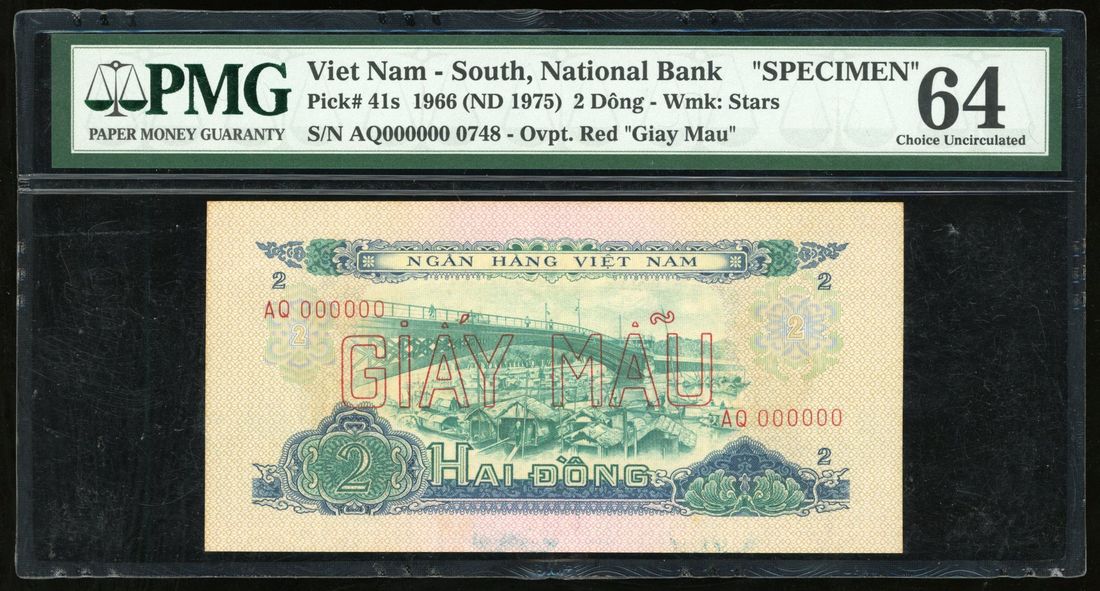 PMG
PAPER MONEY GUARANTY
Viet Nam - South, National Bank "SPECIMEN"
Pick# 41s 1966 (ND 1975) 2 Dông - Wmk: Stars
S/N AQ000000 0748 - Ovpt. Red "Giay Mau"
64
Choice Uncirculated
NGÂN HÀNG VIỆT NAM
2
2
AQ 000000
2
2
GIẤY MẪU
AQ 000000
2
HAI ĐỒNG
2